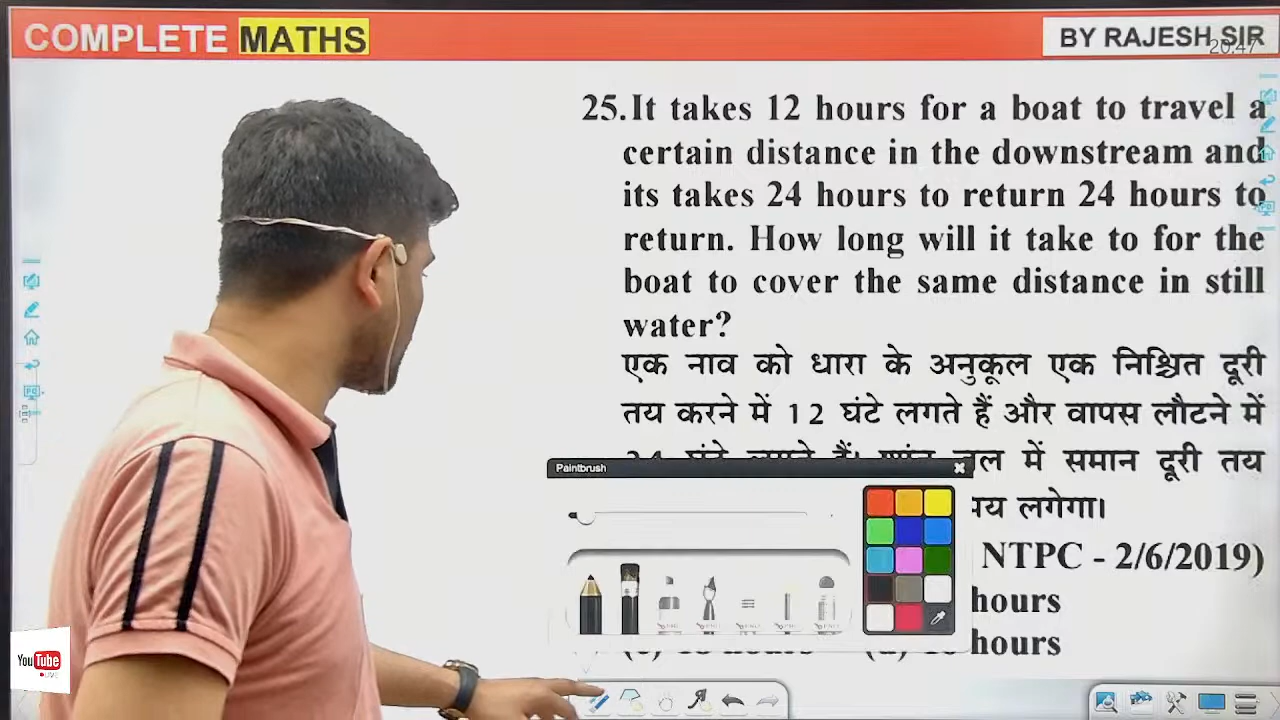 COMPLETE MATHS
BY RAJESH SIR
20:47
25. It takes 12 hours for a boat to travel a
certain distance in the downstream and
its takes 24 hours to return 24 hours to
return. How long will it take to for the
boat to cover the same distance in still
water?
एक नाव को धारा के अनुकूल एक निश्चित दूरी
तय करने में 12 घंटे लगते हैं और वापस लौटने में
में समान दूरी तय
लगेगा।
Paintbrush
NTPC - 2/6/2019)
hours
hours
YouTube
LIVE